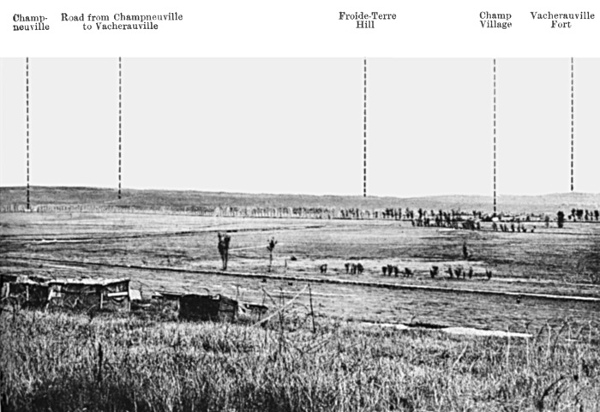 Champ-
neuville
Road from Champneuville
to Vacherauville
Froide-Terre
Hill
Champ
Village
Vacherauville
Fort